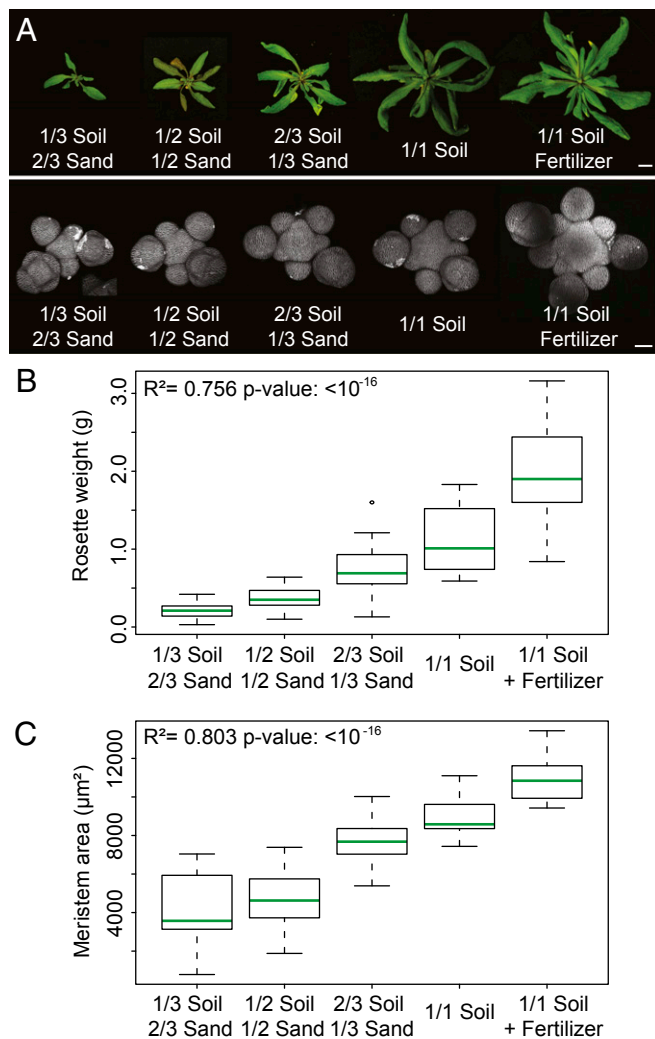 A
1/3 Soil 1/2 Soil 2/3 Soil 1/1 Soil 1/1 Soil
2/3 Sand 1/2 Sand 1/3 Sand Fertilizer
1/3 Soil 1/2 Soil 2/3 Soil 1/1 Soil 1/1 Soil
2/3 Sand 1/2 Sand 1/3 Sand Fertilizer
B
R²= 0.756 p-value: <10⁻¹⁶
Rosette weight (g)
3.0
2.0
1.0
0.0
1/3 Soil 1/2 Soil 2/3 Soil 1/1 Soil 1/1 Soil
2/3 Sand 1/2 Sand 1/3 Sand + Fertilizer
C
R²= 0.803 p-value: <10⁻¹⁶
Meristem area (µm²)
12000
8000
4000
1/3 Soil 1/2 Soil 2/3 Soil 1/1 Soil 1/1 Soil
2/3 Sand 1/2 Sand 1/3 Sand + Fertilizer